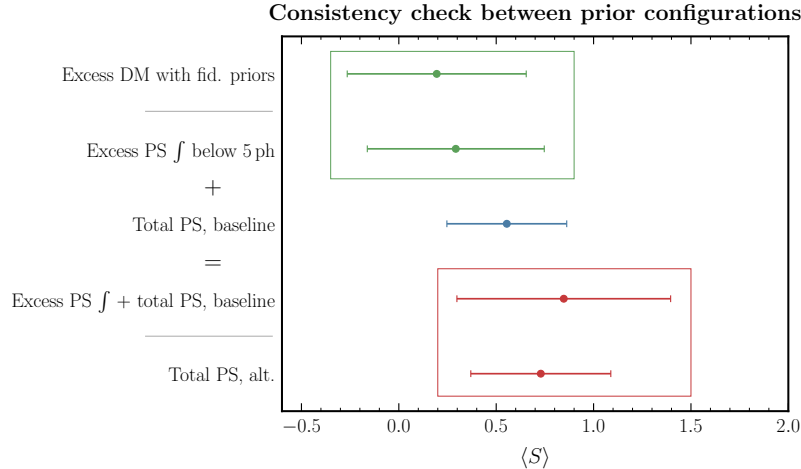 Consistency check between prior configurations
Excess DM with fid. priors
Excess PS ∫ below 5 ph
+
Total PS, baseline
=
Excess PS ∫ + total PS, baseline
Total PS, alt.
−0.5 0.0 0.5 1.0 1.5 2.0
⟨S⟩